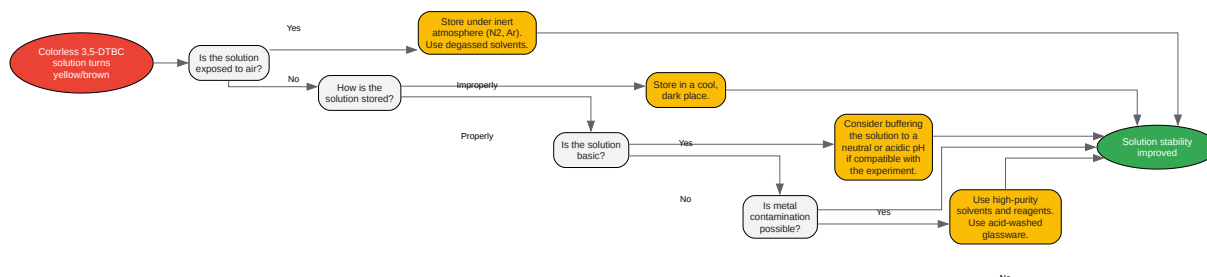 Colorless 3,5-DTBC
solution turns
yellow/brown
Is the solution
exposed to air?
Yes
Store under inert
atmosphere (N2, Ar).
Use degassed solvents.
No
How is the
solution stored?
Improperly
Store in a cool,
dark place.
Properly
Is the solution
basic?
Yes
Consider buffering
the solution to a
neutral or acidic pH
if compatible with
the experiment.
No
Is metal
contamination
possible?
Yes
Use high-purity
solvents and reagents.
Use acid-washed
glassware.
Solution stability
improved